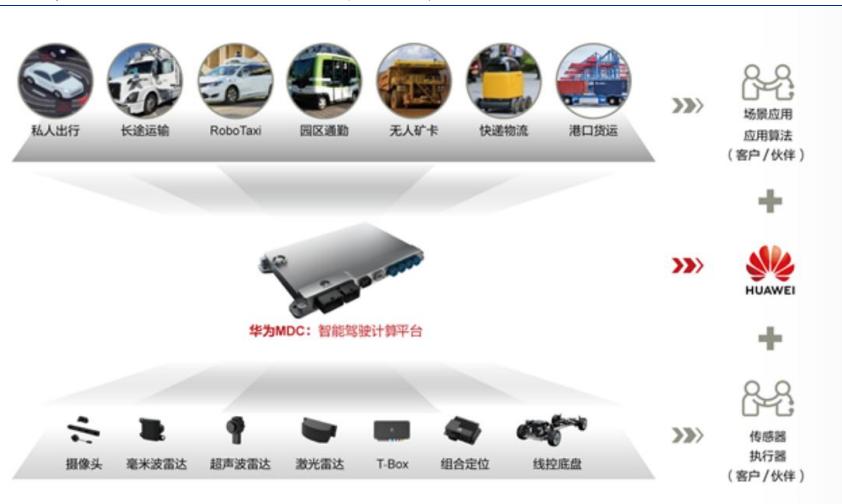 私人出行 长途运输 RoboTaxi 园区通勤 无人矿卡 快递物流 港口货运
场景应用
应用算法
（客户/伙伴）
HUAWEI
华为MDC：智能驾驶计算平台
摄像头 毫米波雷达 超声波雷达 激光雷达 T-Box 组合定位 线控底盘
传感器
执行器
（客户/伙伴）